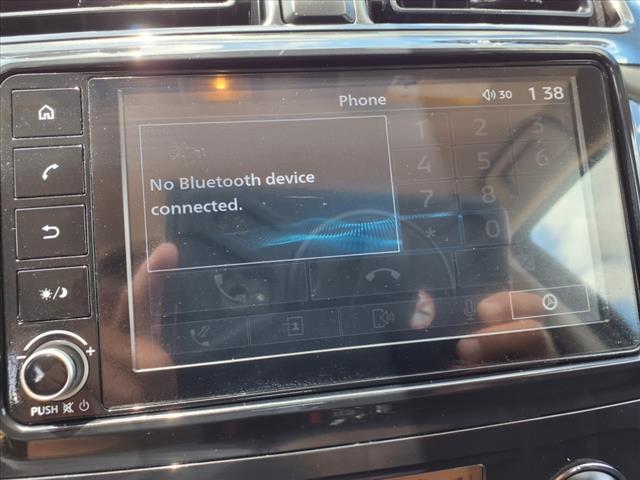 Phone
30
1 38
No Bluetooth device
connected.
1 2 3
4 5 6
7 8
* 0
PUSH